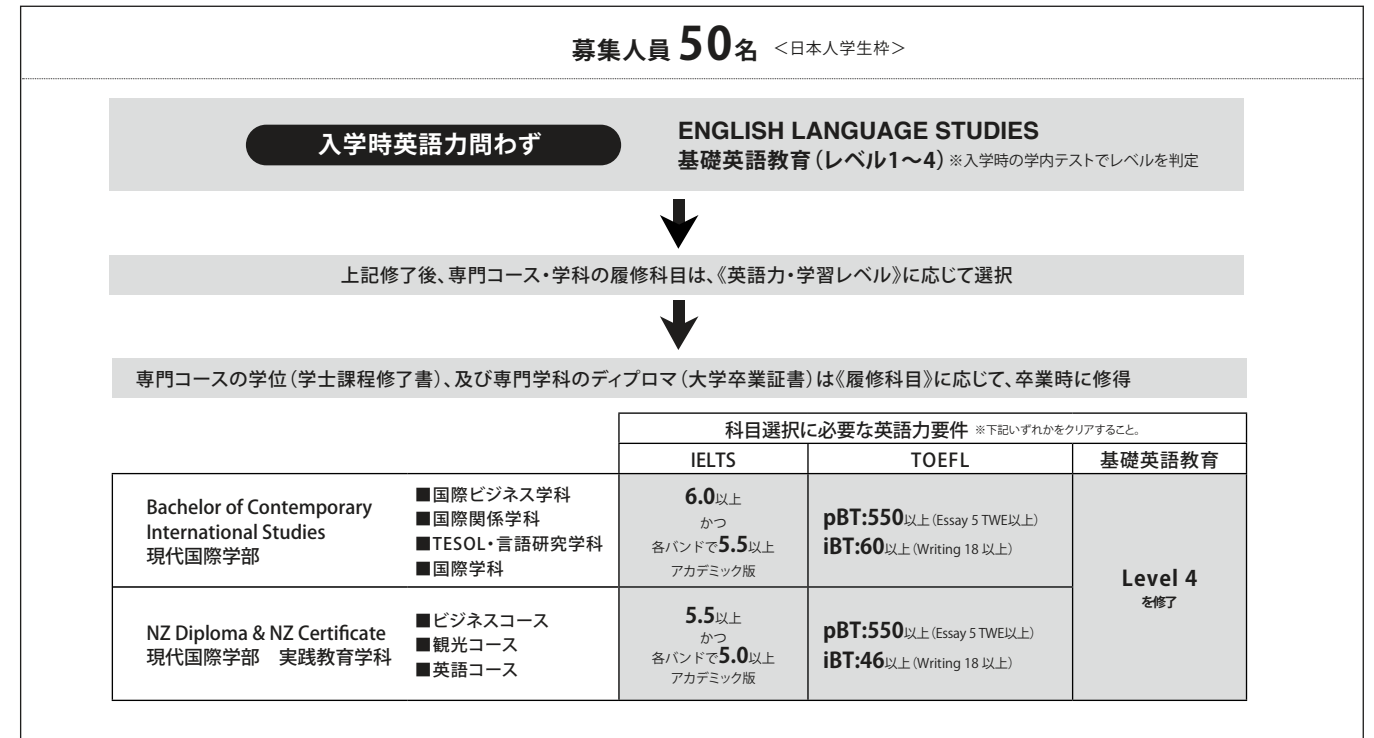 募集人員 50名 <日本人学生枠>
入学時英語力問わず
ENGLISH LANGUAGE STUDIES
基礎英語教育(レベル1～4)※入学時の学内テストでレベルを判定
上記修了後、専門コース・学科の履修科目は、《英語力・学習レベル》に応じて選択
専門コースの学位(学士課程修了書)、及び専門学科のディプロマ(大学卒業証書)は《履修科目》に応じて、卒業時に修得
科目選択に必要な英語力要件 ※下記いずれかをクリアすること。
IELTS
TOEFL
基礎英語教育
Bachelor of Contemporary
International Studies
現代国際学部
■国際ビジネス学科
■国際関係学科
■TESOL・言語研究学科
■国際学科
6.0以上
かつ
各バンドで5.5以上
アカデミック版
pBT:550以上(Essay 5 TWE以上)
iBT:60以上(Writing 18 以上)
Level 4
を修了
NZ Diploma & NZ Certificate
現代国際学部 実践教育学科
■ビジネスコース
■観光コース
■英語コース
5.5以上
かつ
各バンドで5.0以上
アカデミック版
pBT:550以上(Essay 5 TWE以上)
iBT:46以上(Writing 18 以上)